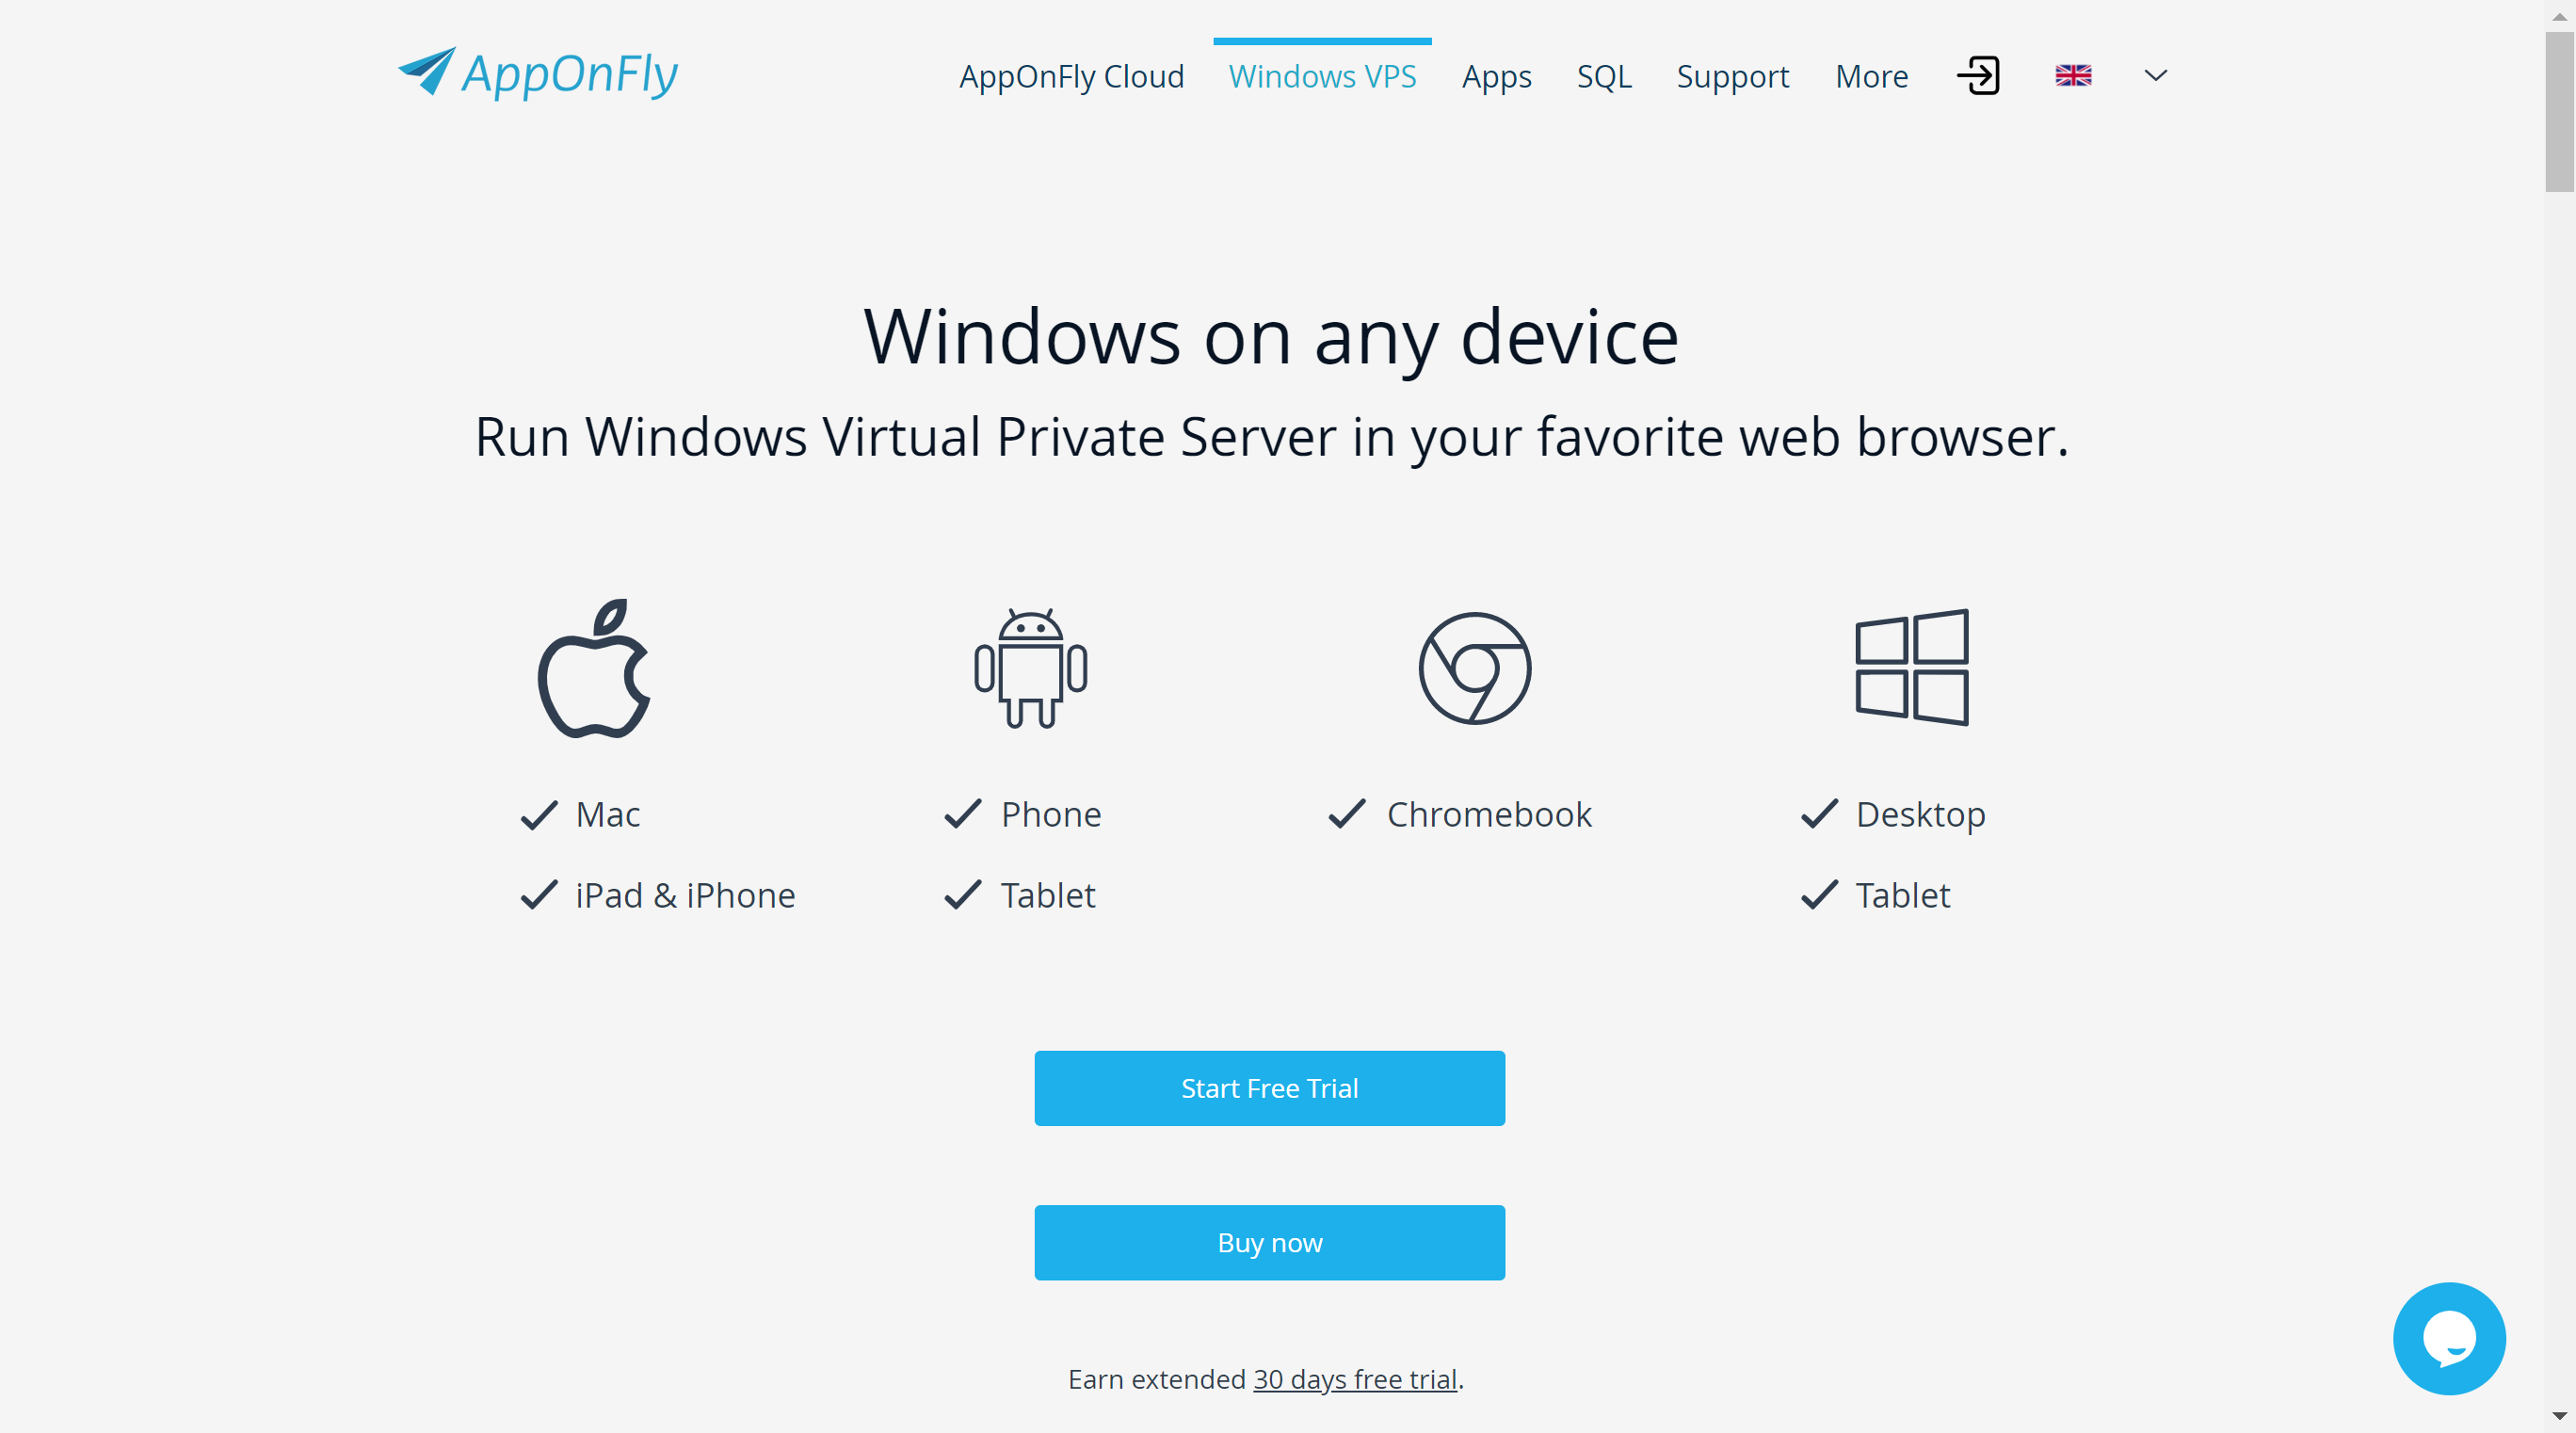 AppOnFly
AppOnFly Cloud Windows VPS Apps SQL Support More
Windows on any device
Run Windows Virtual Private Server in your favorite web browser.
Mac
iPad & iPhone
Phone
Tablet
Chromebook
Desktop
Tablet
Start Free Trial
Buy now
Earn extended 30 days free trial.